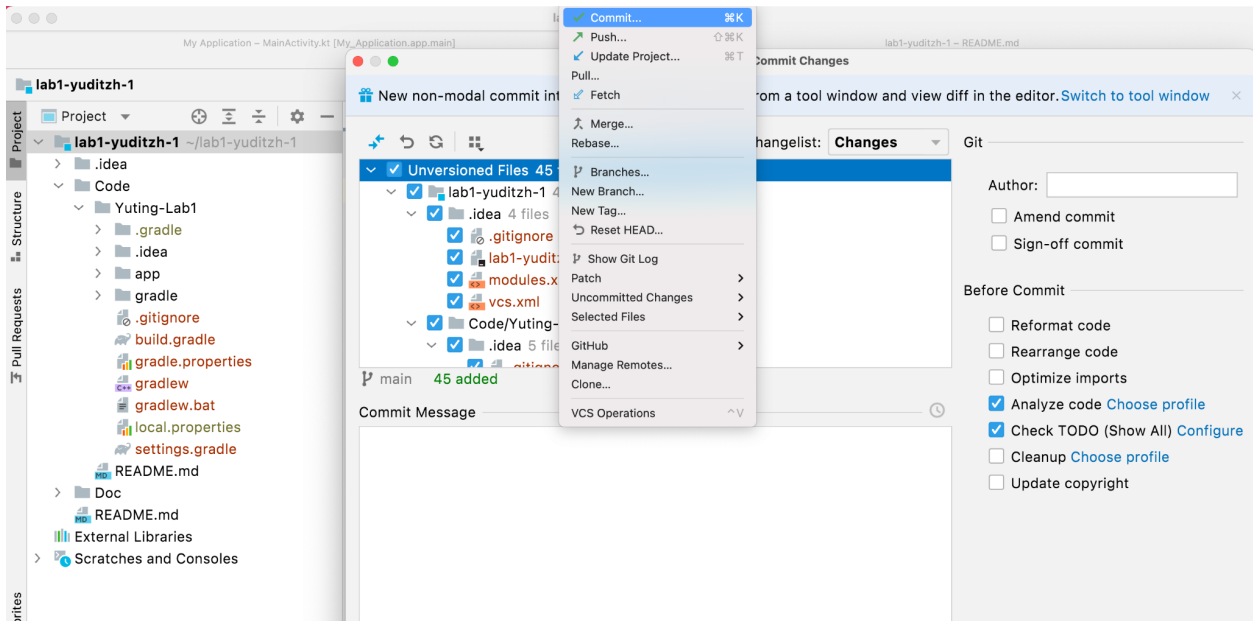 My Application – MainActivity.kt [My_Application.app.main]
lab1-yuditzh-1 – README.md
Commit Changes
lab1-yuditzh-1
New non-modal commit
rom a tool window and view diff in the editor. Switch to tool window
Project
Project
Structure
Pull Requests
lab1-yuditzh-1 ~/lab1-yuditzh-1
.idea
Code
Yuting-Lab1
.gradle
.idea
app
gradle
.gitignore
build.gradle
gradle.properties
gradlew
gradlew.bat
local.properties
settings.gradle
README.md
Doc
README.md
External Libraries
Scratches and Consoles
hangelist: Changes
Unversioned Files 45
lab1-yuditzh-1 4
.idea 4 files
.gitignore
lab1-yuditz
modules.x
vcs.xml
Code/Yuting-
.idea 5 file
.gitigno
main 45 added
Commit Message
Commit... ⌘K
Push... ⇧⌘K
Update Project... ⌘T
Pull...
Fetch
Merge...
Rebase...
Branches...
New Branch...
New Tag...
Reset HEAD...
Show Git Log
Patch
Uncommitted Changes
Selected Files
GitHub
Manage Remotes...
Clone...
VCS Operations ^V
Git
Author:
Amend commit
Sign-off commit
Before Commit
Reformat code
Rearrange code
Optimize imports
Analyze code Choose profile
Check TODO (Show All) Configure
Cleanup Choose profile
Update copyright